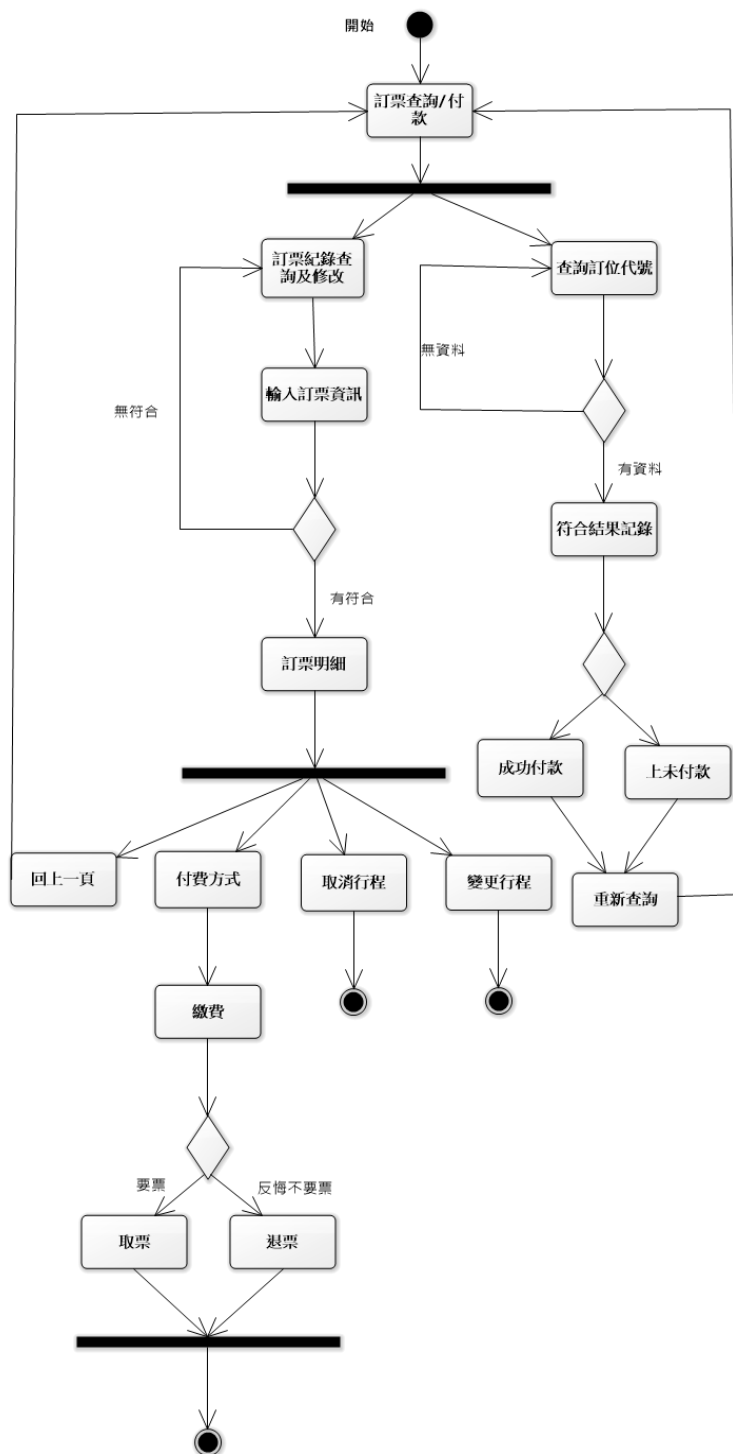 開始
訂票查詢/付
款
訂票紀錄查
詢及修改
查詢訂位代號
無資料
輸入訂票資訊
無符合
有資料
符合結果記錄
有符合
訂票明細
成功付款
上未付款
回上一頁
付費方式
取消行程
變更行程
重新查詢
繳費
要票
反悔不要票
取票
退票